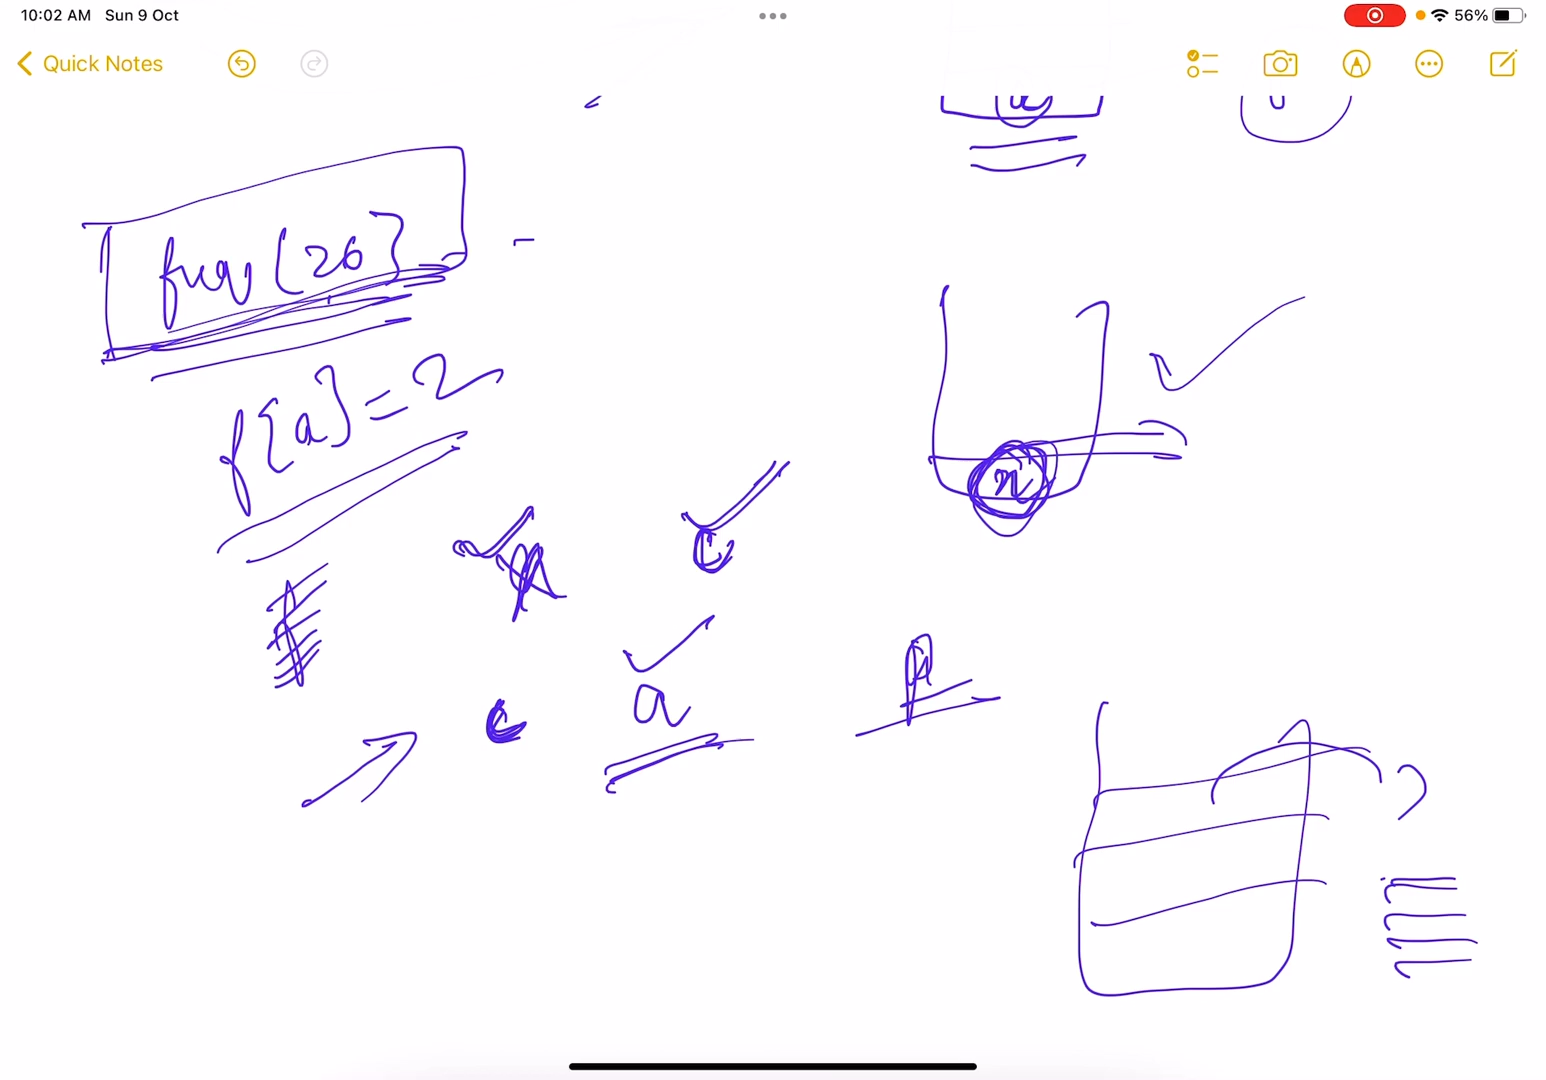 10:02 AM Sun 9 Oct
56%
Quick Notes
freq [26]
f[a] = 2
c
c a
n